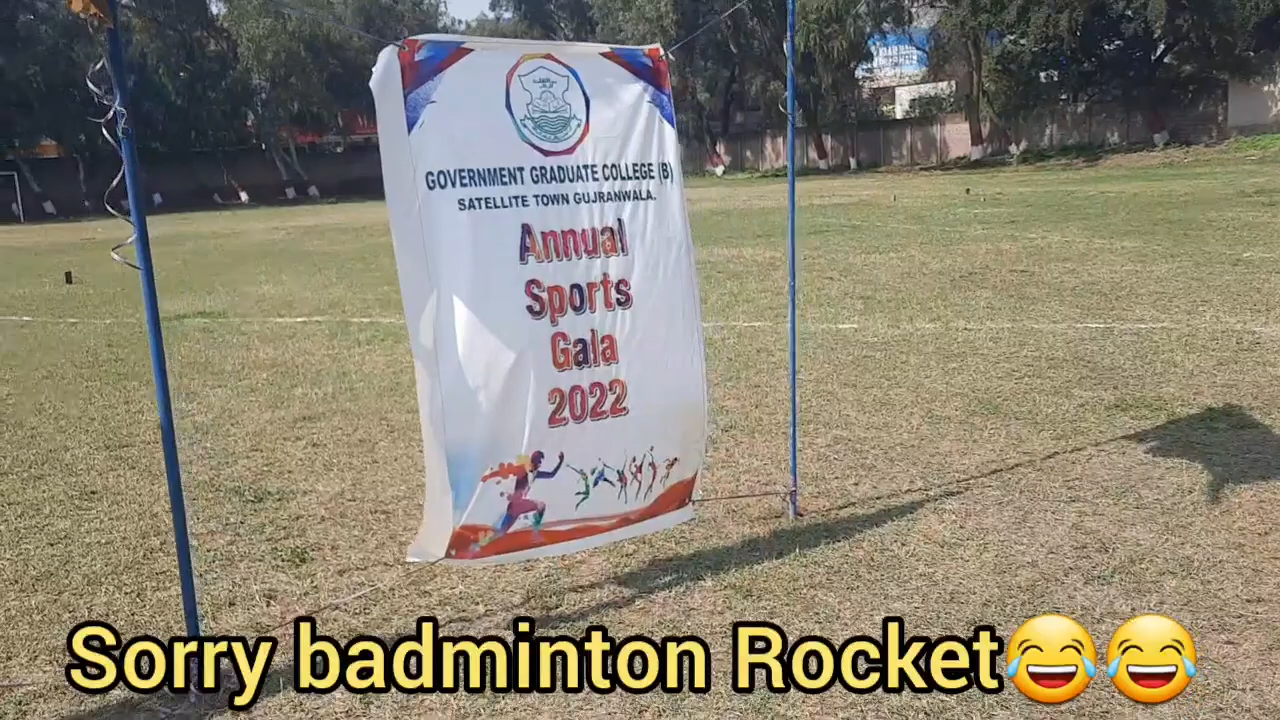 GOVERNMENT GRADUATE COLLEGE (B)
SATELLITE TOWN GUJRANWALA.
Annual
Sports
Gala
2022
Sorry badminton Rocket😂😂